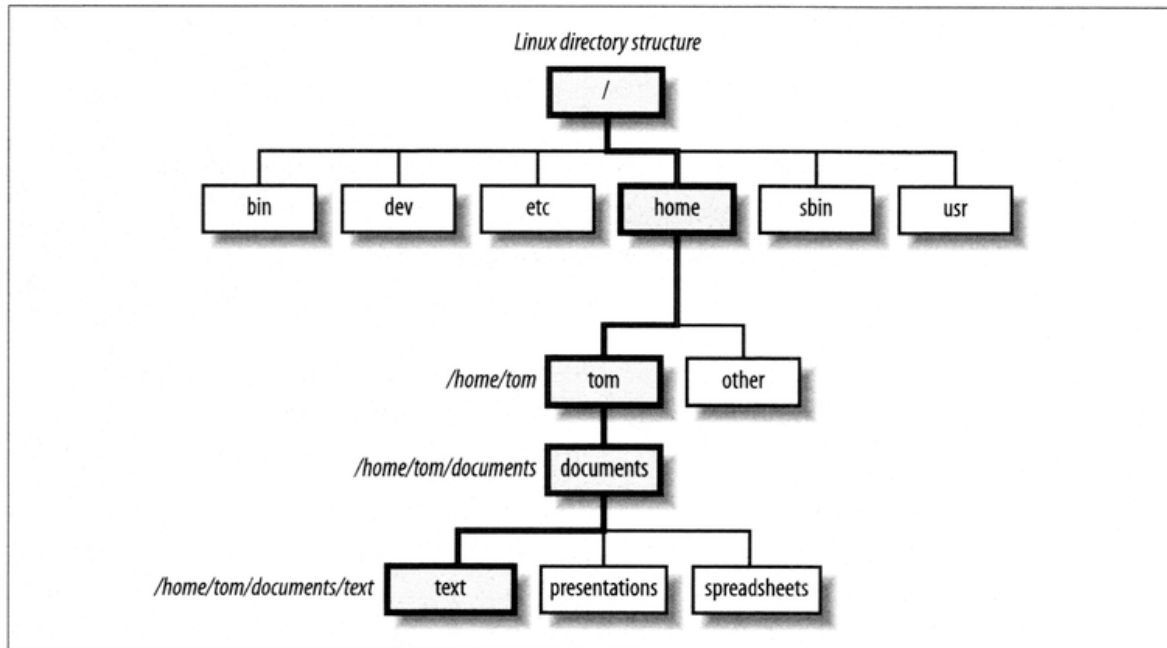 Linux directory structure
/
bin dev etc home sbin usr
/home/tom tom other
/home/tom/documents documents
/home/tom/documents/text text presentations spreadsheets